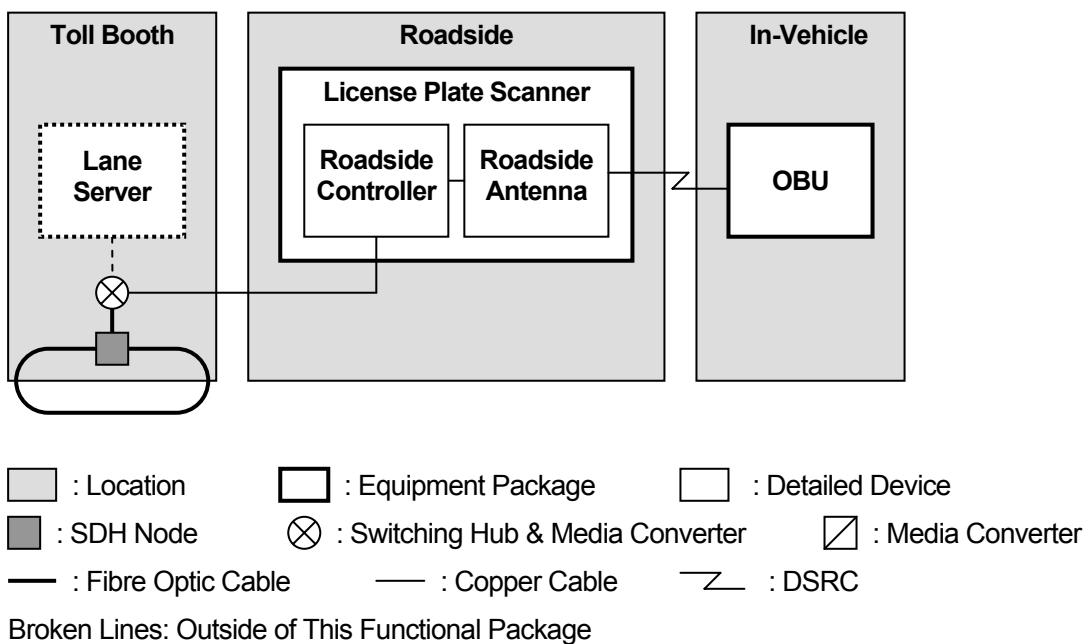 Toll Booth
Roadside
In-Vehicle
License Plate Scanner
Lane
Server
Roadside
Controller
Roadside
Antenna
OBU
: Location
: Equipment Package
: Detailed Device
: SDH Node
: Switching Hub & Media Converter
: Media Converter
: Fibre Optic Cable
: Copper Cable
: DSRC
Broken Lines: Outside of This Functional Package